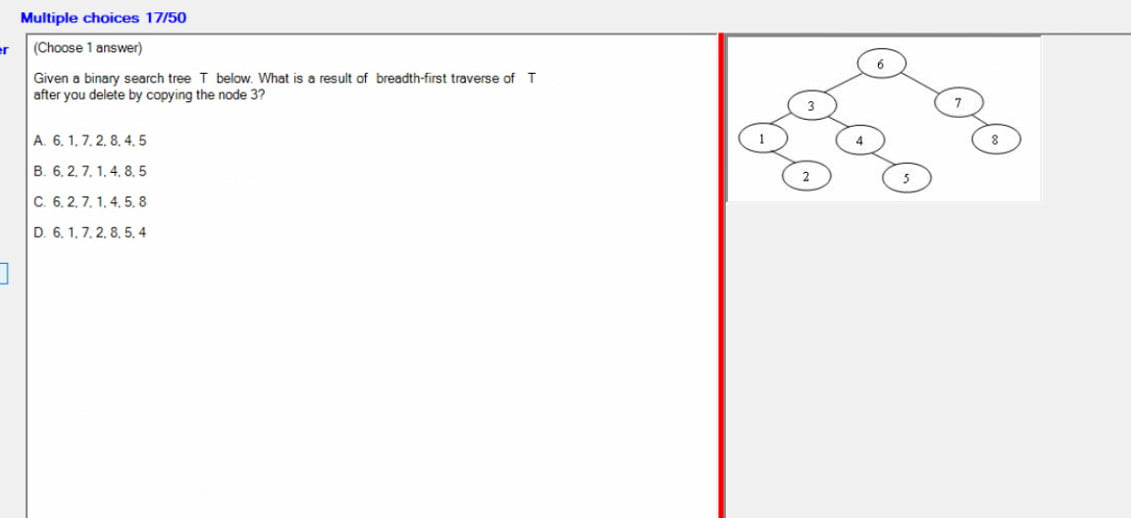 Multiple choices 17/50
er
(Choose 1 answer)
Given a binary search tree T below. What is a result of breadth-first traverse of T
after you delete by copying the node 3?
A. 6, 1, 7, 2, 8, 4, 5
B. 6, 2, 7, 1, 4, 8, 5
C. 6, 2, 7, 1, 4, 5, 8
D. 6, 1, 7, 2, 8, 5, 4
6
3
7
1
4
8
2
5